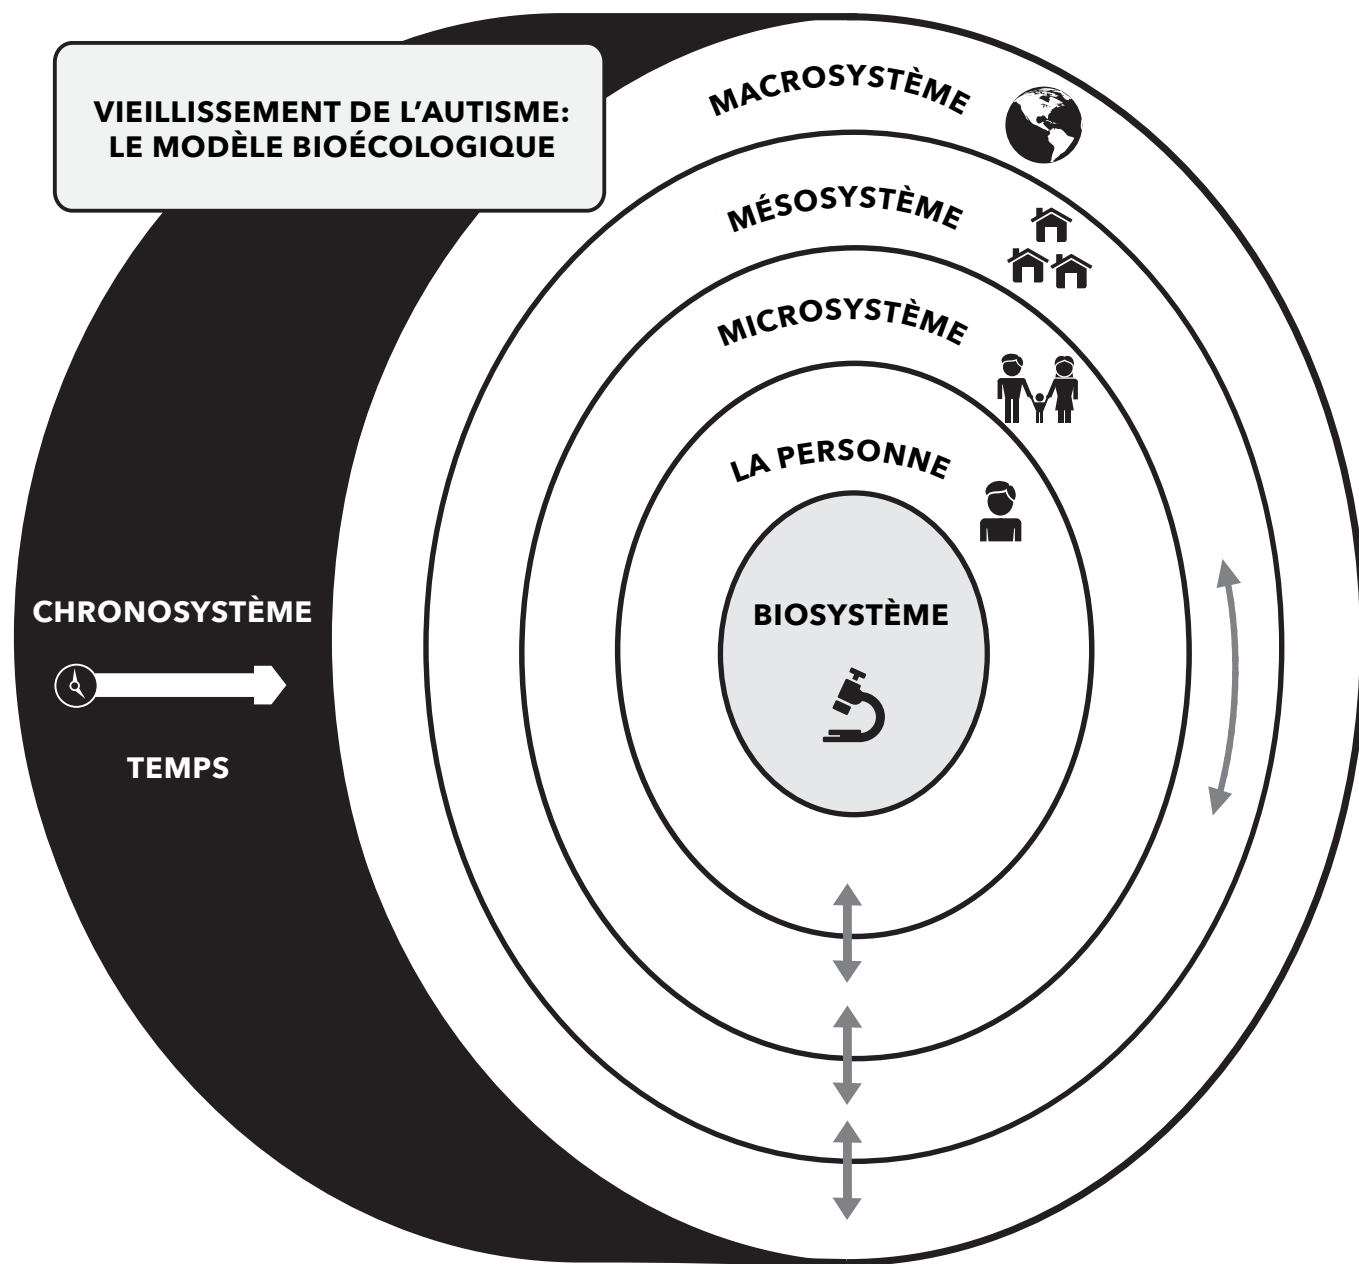 VIEILLISSEMENT DE L’AUTISME:
LE MODÈLE BIOÉCOLOGIQUE
MACROSYSTÈME
MÉSOSYSTÈME
MICROSYSTÈME
LA PERSONNE
BIOSYSTÈME
CHRONOSYSTÈME
TEMPS